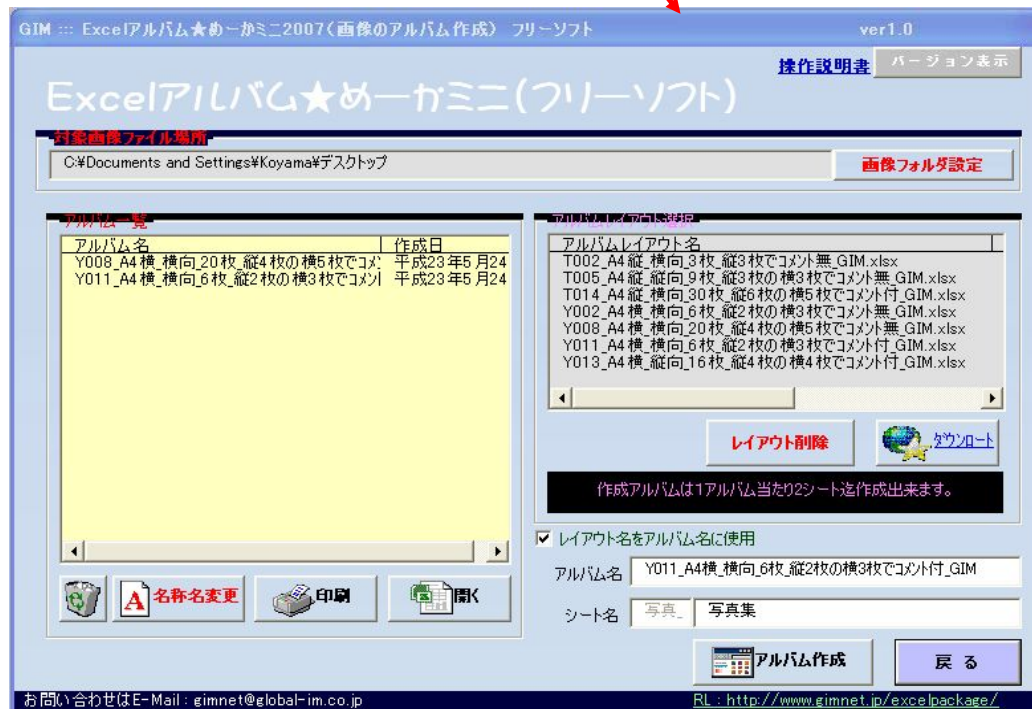 GIM ::: Excelアルバム★めーかミニ2007(画像のアルバム作成) フリーソフト ver1.0
操作説明書 バージョン表示
Excelアルバム★めーかミニ(フリーソフト)
対象画像ファイル場所
C:¥Documents and Settings¥Koyama¥デスクトップ
画像フォルダ設定
アルバム一覧
アルバム名 作成日
Y008_A4横_横向_20枚_縦4枚の横5枚でコメ 平成23年5月24
Y011_A4横_横向_6枚_縦2枚の横3枚でコメン 平成23年5月24
名称名変更
印刷
開く
アルバムレイアウト選択
アルバムレイアウト名
T002_A4縦_横向_3枚_縦3枚でコメント無_GIM.xlsx
T005_A4縦_縦向_9枚_縦3枚の横3枚でコメント無_GIM.xlsx
T014_A4縦_横向_30枚_縦6枚の横5枚でコメント付_GIM.xlsx
Y002_A4横_横向_6枚_縦2枚の横3枚でコメント無_GIM.xlsx
Y008_A4横_横向_20枚_縦4枚の横5枚でコメント無_GIM.xlsx
Y011_A4横_横向_6枚_縦2枚の横3枚でコメント付_GIM.xlsx
Y013_A4横_縦向_16枚_縦4枚の横4枚でコメント付_GIM.xlsx
レイアウト削除
ダウンロート
作成アルバムは1アルバム当たり2シート迄作成出来ます。
レイアウト名をアルバム名に使用
アルバム名 Y011_A4横_横向_6枚_縦2枚の横3枚でコメント付_GIM
シート名 写真_ 写真集
アルバム作成
戻る
お問い合わせはE-Mail : gimnet@global-im.co.jp
RL : http://www.gimnet.jp/excelpackage/